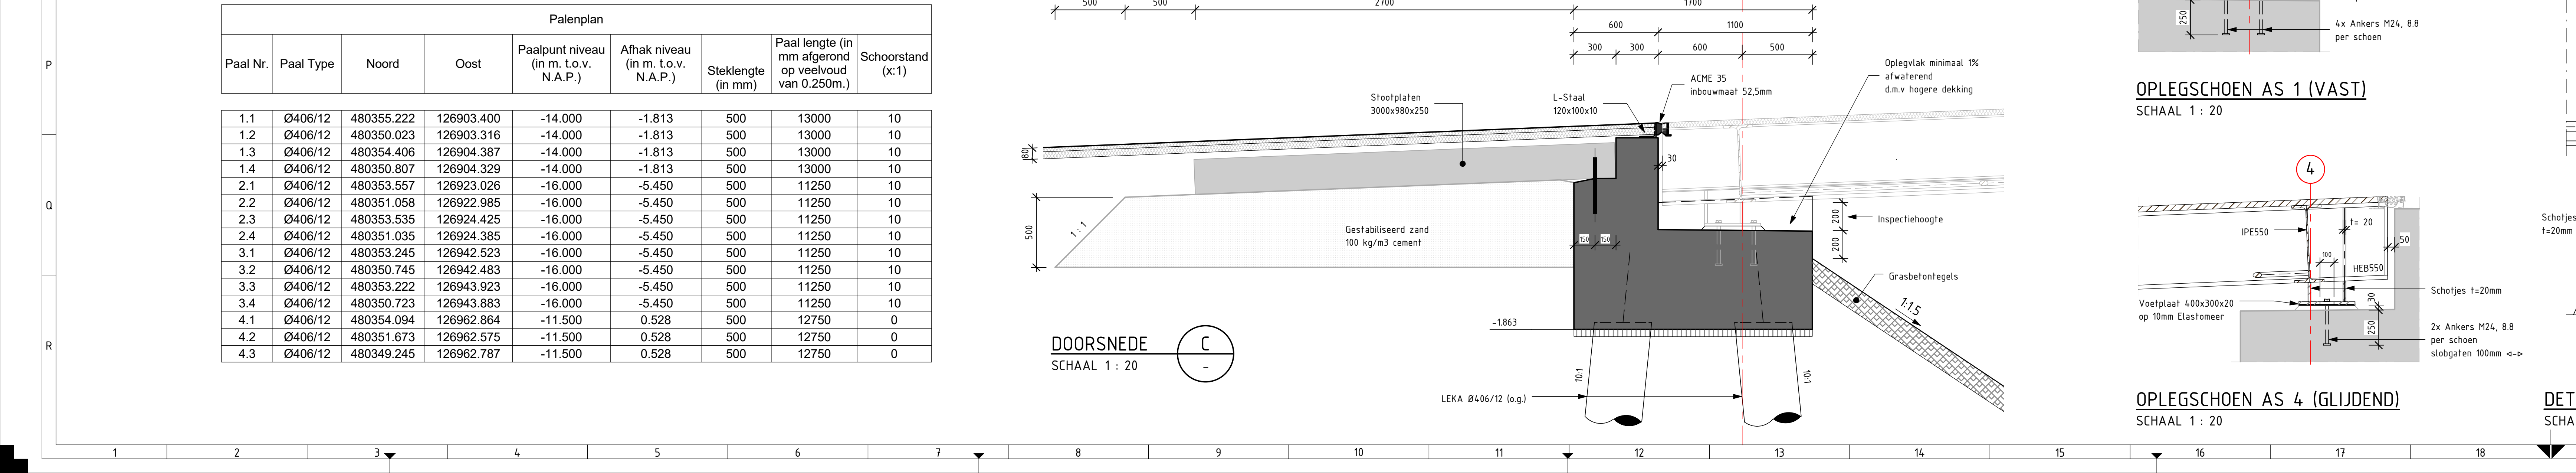 Palenplan
Paal Nr. Paal Type Noord Oost Paalpunt niveau (in m. t.o.v. N.A.P.) Afhak niveau (in m. t.o.v. N.A.P.) Steklengte (in mm) Paal lengte (in mm afgerond op veelvoud van 0.250m.) Schoorstand (x:1)
1.1 Ø406/12 480355.222 126903.400 -14.000 -1.813 500 13000 10
1.2 Ø406/12 480350.023 126903.316 -14.000 -1.813 500 13000 10
1.3 Ø406/12 480354.406 126904.387 -14.000 -1.813 500 13000 10
1.4 Ø406/12 480350.807 126904.329 -14.000 -1.813 500 13000 10
2.1 Ø406/12 480353.557 126923.026 -16.000 -5.450 500 11250 10
2.2 Ø406/12 480351.058 126922.985 -16.000 -5.450 500 11250 10
2.3 Ø406/12 480353.535 126924.425 -16.000 -5.450 500 11250 10
2.4 Ø406/12 480351.035 126924.385 -16.000 -5.450 500 11250 10
3.1 Ø406/12 480353.245 126942.523 -16.000 -5.450 500 11250 10
3.2 Ø406/12 480350.745 126942.483 -16.000 -5.450 500 11250 10
3.3 Ø406/12 480353.222 126943.923 -16.000 -5.450 500 11250 10
3.4 Ø406/12 480350.723 126943.883 -16.000 -5.450 500 11250 10
4.1 Ø406/12 480354.094 126962.864 -11.500 0.528 500 12750 0
4.2 Ø406/12 480351.673 126962.575 -11.500 0.528 500 12750 0
4.3 Ø406/12 480349.245 126962.787 -11.500 0.528 500 12750 0
P
Q
R
500 500 2700 1700
600 1100
300 300 600 500
ACME 35
inbouwmaat 52,5mm
Oplegvlak minimaal 1%
afwaterend
d.m.v hogere dekking
Stootplaten
3000x980x250
L-Staal
120x100x10
80
30
500
1:1
Gestabiliseerd zand
100 kg/m3 cement
150 150
200
200
Inspectiehoogte
Grasbetontegels
1:1.5
-1.863
10:1
10:1
LEKA Ø406/12 (o.g.)
DOORSNEDE
SCHAAL 1 : 20
C
-
250
4x Ankers M24, 8.8
per schoen
OPLEGSCHOEN AS 1 (VAST)
SCHAAL 1 : 20
4
t= 20
IPE550
50
100
HEB550
Schotjes t=20mm
Voetplaat 400x300x20
op 10mm Elastomeer
30
250
2x Ankers M24, 8.8
per schoen
slobgaten 100mm
OPLEGSCHOEN AS 4 (GLIJDEND)
SCHAAL 1 : 20
Schotjes
t=20mm
DET
SCHA
1 2 3 4 5 6 7 8 9 10 11 12 13 14 15 16 17 18